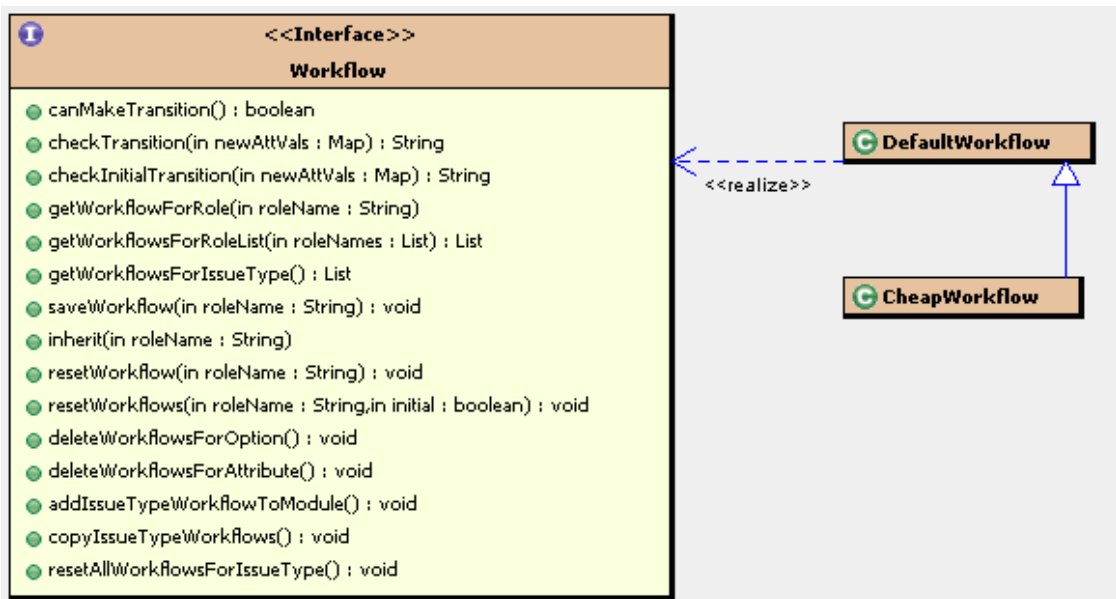 I
<<Interface>>
Workflow
canMakeTransition() : boolean
checkTransition(in newAttVals : Map) : String
checkInitialTransition(in newAttVals : Map) : String
getWorkflowForRole(in roleName : String)
getWorkflowsForRoleList(in roleNames : List) : List
getWorkflowsForIssueType() : List
saveWorkflow(in roleName : String) : void
inherit(in roleName : String)
resetWorkflow(in roleName : String) : void
resetWorkflows(in roleName : String,in initial : boolean) : void
deleteWorkflowsForOption() : void
deleteWorkflowsForAttribute() : void
addIssueTypeWorkflowToModule() : void
copyIssueTypeWorkflows() : void
resetAllWorkflowsForIssueType() : void
<<realize>>
C DefaultWorkflow
C CheapWorkflow